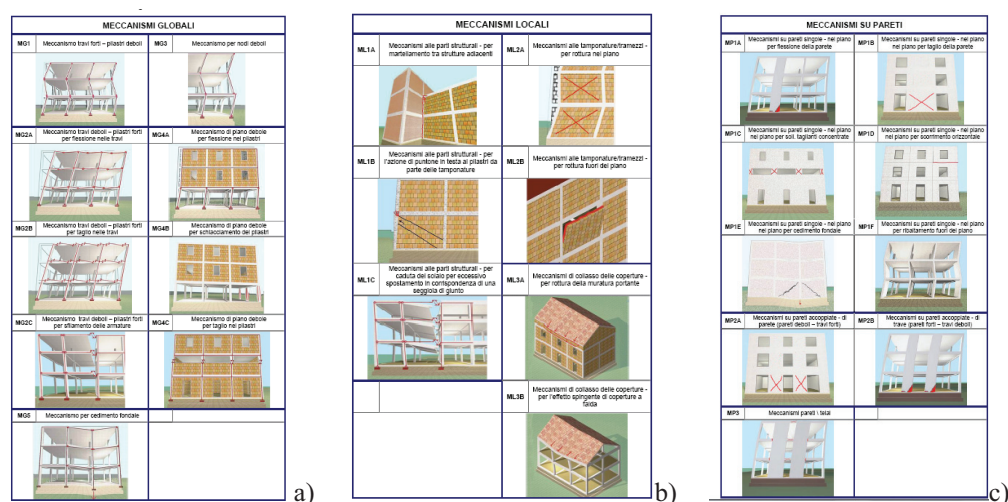 MECCANISMI GLOBALI
MG1 Meccanismo travi forti – pilastri deboli
MG3 Meccanismo per nodi deboli
MG2A Meccanismo travi deboli – pilastri forti
per flessione nelle travi
MG4A Meccanismo di piano debole
per flessione nei pilastri
MG2B Meccanismo travi deboli – pilastri forti
per taglio nelle travi
MG4B Meccanismo di piano debole
per schiacciamento dei pilastri
MG2C Meccanismo travi deboli – pilastri forti
per sfilamento delle armature
MG4C Meccanismo di piano debole
per taglio nei pilastri
MG5 Meccanismo per cedimento fondale
a)
MECCANISMI LOCALI
ML1A Meccanismi alle parti strutturali - per
martellamento tra strutture adiacenti
ML2A Meccanismi alle tamponature/tramezzi -
per rottura nel piano
ML1B Meccanismi alle parti strutturali - per
l'azione di puntone in testa ai pilastri da
parte delle tamponature
ML2B Meccanismi alle tamponature/tramezzi -
per rottura fuori del piano
ML1C Meccanismi alle parti strutturali - per
caduta del solaio per eccessivo
spostamento in corrispondenza di una
seggiola di giunto
ML3A Meccanismi di collasso delle coperture -
per rottura della muratura portante
ML3B Meccanismi di collasso delle coperture -
per l'effetto spingente di coperture a
falda
b)
MECCANISMI SU PARETI
MP1A Meccanismi su pareti singole - nel piano
per flessione della parete
MP1B Meccanismi su pareti singole - nel piano
nel piano per taglio della parete
MP1C Meccanismi su pareti singole - nel piano
nel piano per soll. taglianti concentrate
MP1D Meccanismi su pareti singole - nel piano
nel piano per scorrimento orizzontale
MP1E Meccanismi su pareti singole - nel piano
nel piano per cedimento fondale
MP1F Meccanismi su pareti singole - nel piano
per ribaltamento fuori del piano
MP2A Meccanismi su pareti accoppiate - di
parete (pareti deboli – travi forti)
MP2B Meccanismi su pareti accoppiate - di
trave (pareti forti – travi deboli)
MP3 Meccanismi pareti \ telai
c)